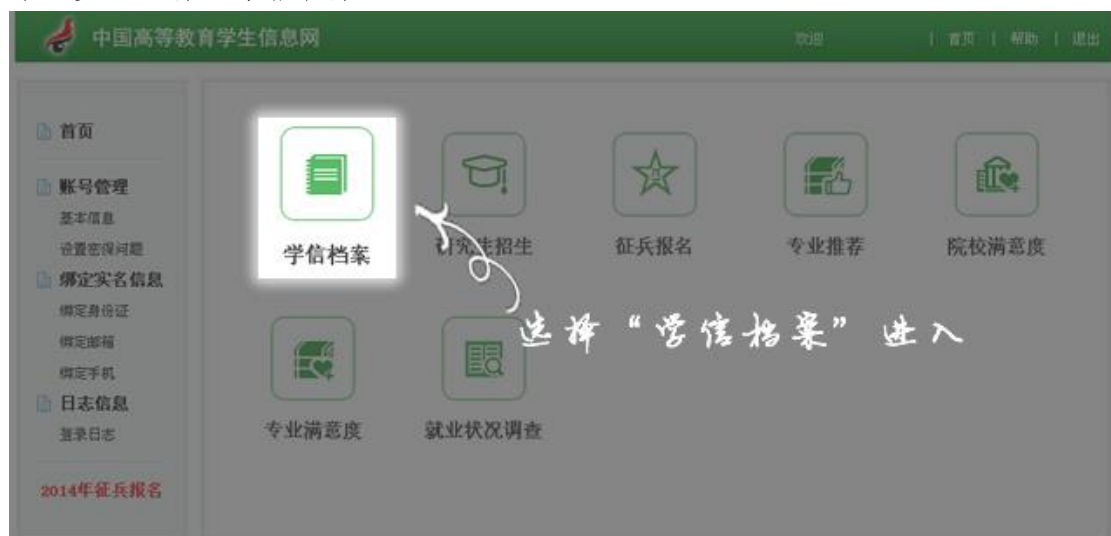 中国高等教育学生信息网
欢迎 | 首页 | 帮助 | 退出
首页
账号管理
基本信息
设置密保问题
绑定实名信息
绑定身份证
绑定邮箱
绑定手机
日志信息
登录日志
2014年征兵报名
学信档案
研究生招生
征兵报名
专业推荐
院校满意度
选择“学信档案”进入
专业满意度
就业状况调查